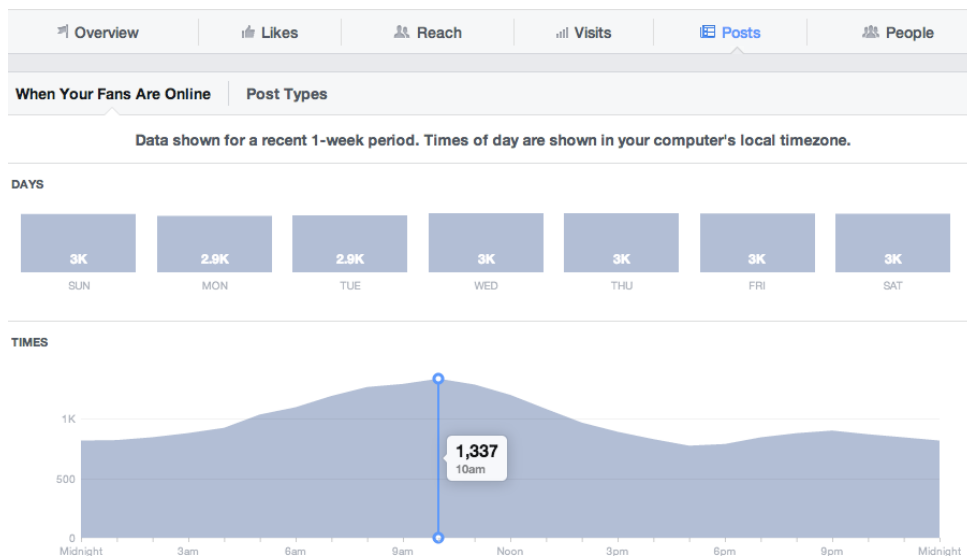 Overview Likes Reach Visits Posts People
When Your Fans Are Online Post Types
Data shown for a recent 1-week period. Times of day are shown in your computer's local timezone.
DAYS
3K 2.9K 2.9K 3K 3K 3K 3K
SUN MON TUE WED THU FRI SAT
TIMES
1K
1,337
10am
500
0
Midnight 3am 6am 9am Noon 3pm 6pm 9pm Midnight